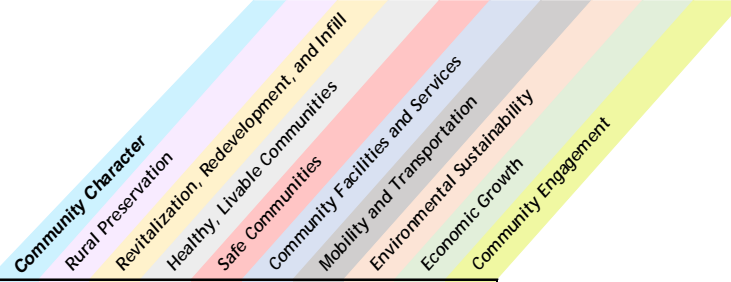 Community Character
Rural Preservation
Revitalization, Redevelopment, and Infill
Healthy, Livable Communities
Safe Communities
Community Facilities and Services
Mobility and Transportation
Environmental Sustainability
Economic Growth
Community Engagement